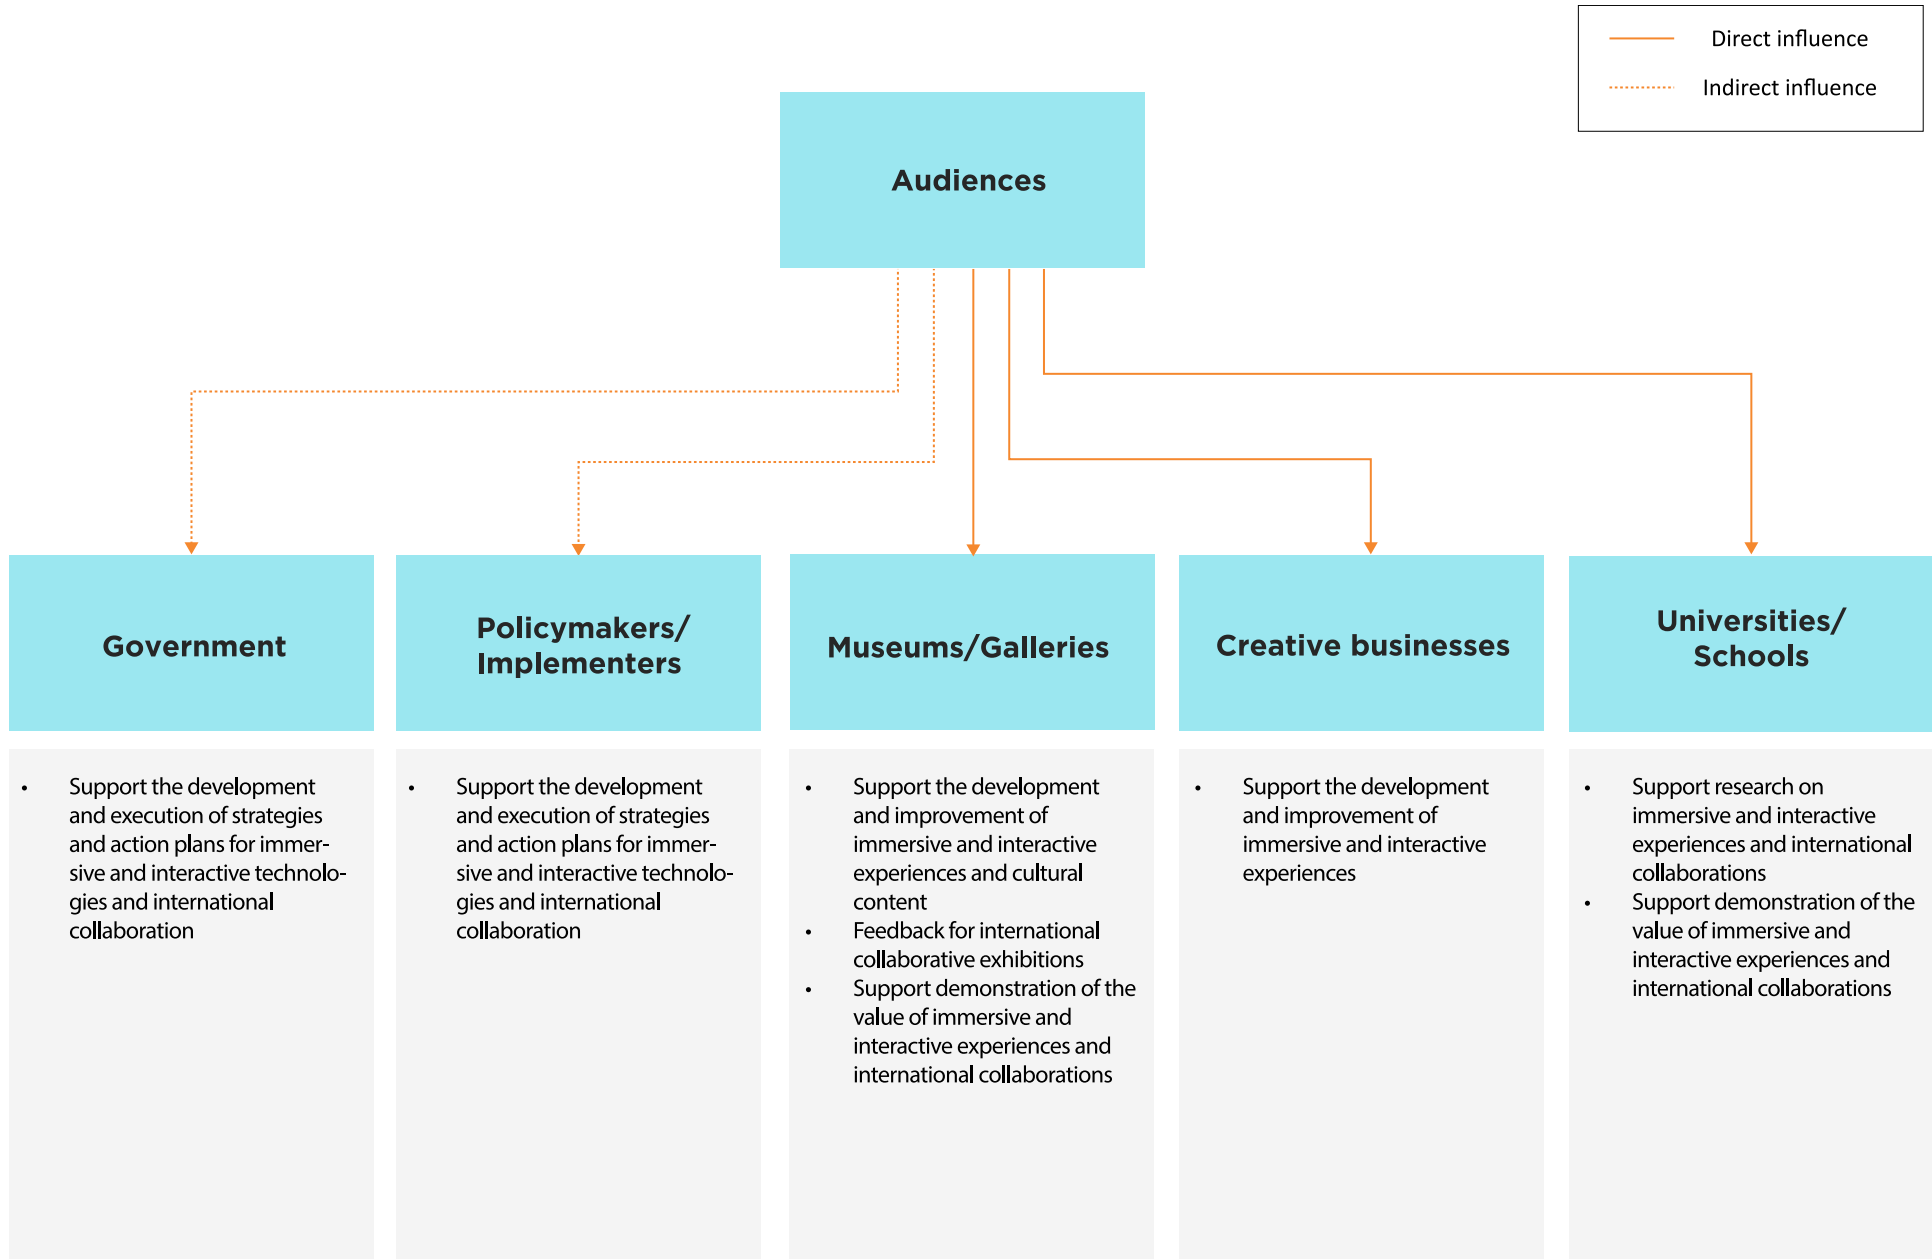 Direct influence
Indirect influence
Audiences
Government
Policymakers/
Implementers
Museums/Galleries
Creative businesses
Universities/
Schools
• Support the development
and execution of strategies
and action plans for immer-
sive and interactive technolo-
gies and international
collaboration
• Support the development
and execution of strategies
and action plans for immer-
sive and interactive technolo-
gies and international
collaboration
• Support the development
and improvement of
immersive and interactive
experiences and cultural
content
• Feedback for international
collaborative exhibitions
• Support demonstration of the
value of immersive and
interactive experiences and
international collaborations
• Support the development
and improvement of
immersive and interactive
experiences
• Support research on
immersive and interactive
experiences and international
collaborations
• Support demonstration of the
value of immersive and
interactive experiences and
international collaborations